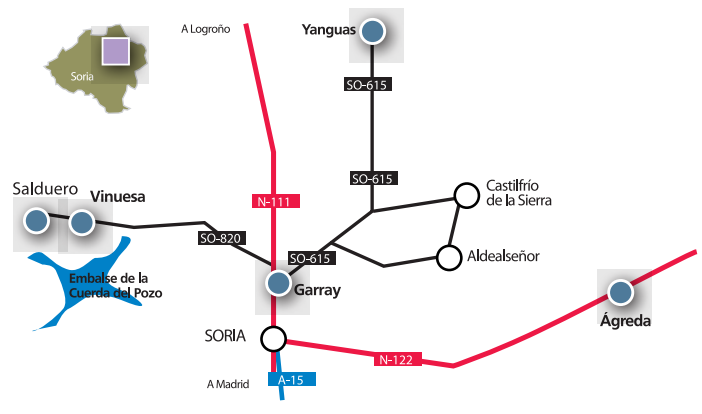 A Logroño
Yanguas
Soria
SO-615
SO-615
Castilfrío
de la Sierra
Salduero
Vinuesa
N-111
SO-820
SO-615
Aldealseñor
Embalse de la
Cuerda del Pozo
Garray
Ágreda
SORIA
N-122
A Madrid
A-15